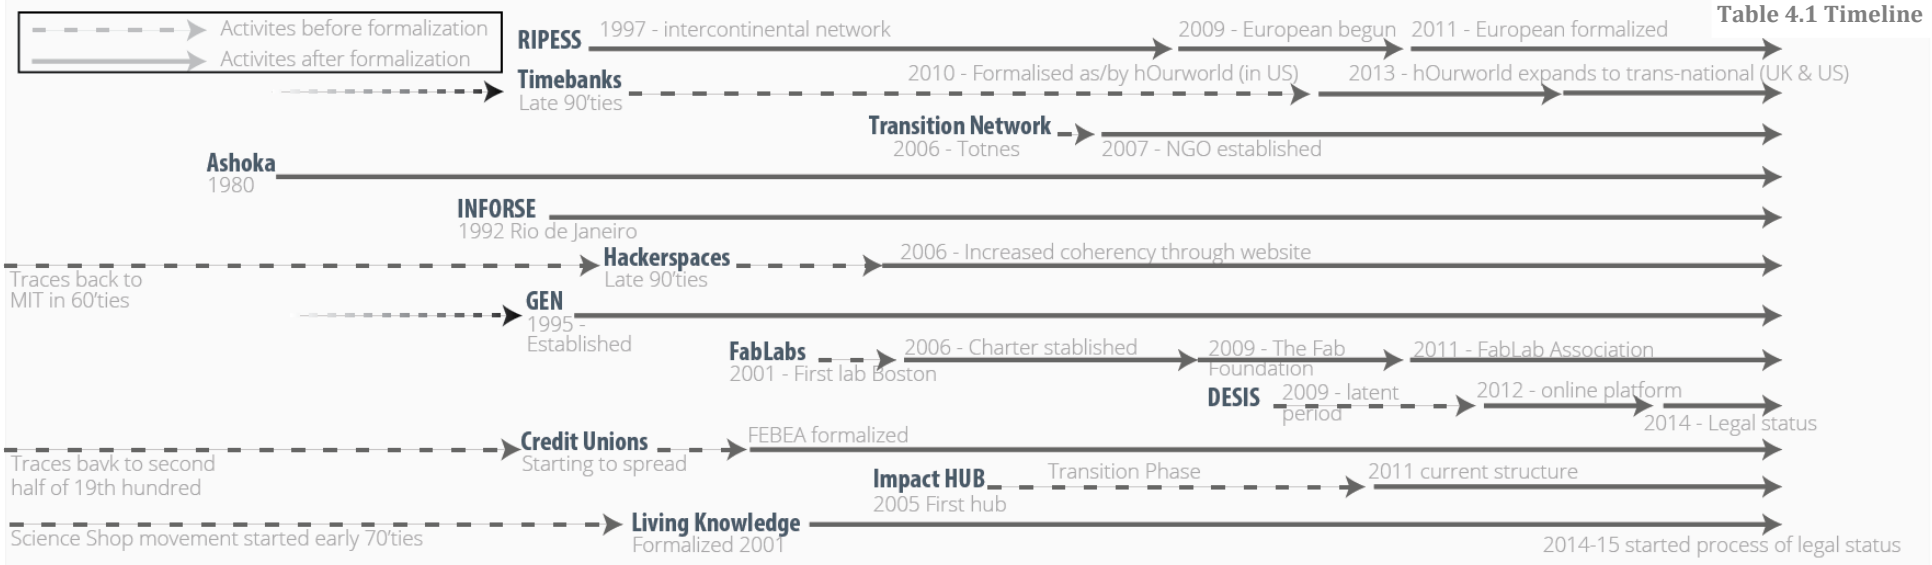 Table 4.1 Timeline
Activites before formalization
Activites after formalization
RIPESS
1997 - intercontinental network
2009 - European begun
2011 - European formalized
Timebanks
Late 90'ties
2010 - Formalised as/by hOurworld (in US)
2013 - hOurworld expands to trans-national (UK & US)
Transition Network
2006 - Totnes
2007 - NGO established
Ashoka
1980
INFORSE
1992 Rio de Janeiro
Traces back to
MIT in 60'ties
Hackerspaces
Late 90'ties
2006 - Increased coherency through website
GEN
1995 -
Established
FabLabs
2001 - First lab Boston
2006 - Charter stablished
2009 - The Fab
Foundation
2011 - FabLab Association
DESIS
2009 - latent
period
2012 - online platform
2014 - Legal status
Traces bavk to second
half of 19th hundred
Credit Unions
Starting to spread
FEBEA formalized
Impact HUB
2005 First hub
Transition Phase
2011 current structure
Science Shop movement started early 70'ties
Living Knowledge
Formalized 2001
2014-15 started process of legal status